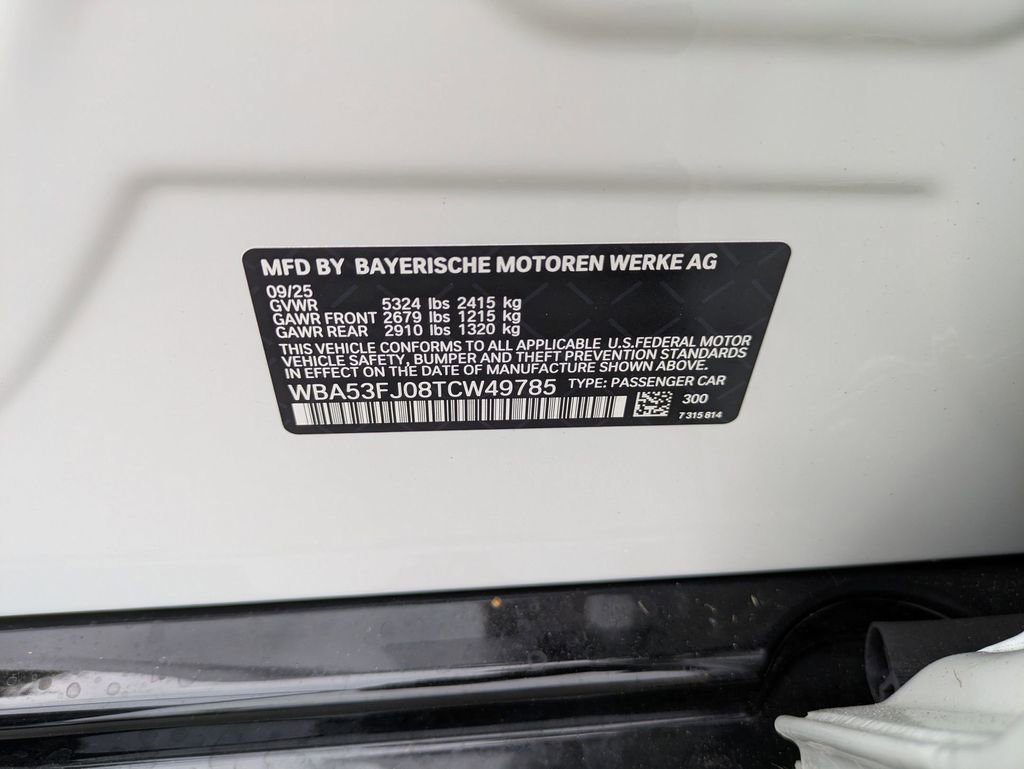 MFD BY BAYERISCHE MOTOREN WERKE AG
09/25
GVWR 5324 lbs 2415 kg
GAWR FRONT 2679 lbs 1215 kg
GAWR REAR 2910 lbs 1320 kg
THIS VEHICLE CONFORMS TO ALL APPLICABLE U.S.FEDERAL MOTOR
VEHICLE SAFETY, BUMPER AND THEFT PREVENTION STANDARDS
IN EFFECT ON THE DATE OF MANUFACTURE SHOWN ABOVE.
WBA53FJ08TCW49785 TYPE: PASSENGER CAR
300
7 315 814